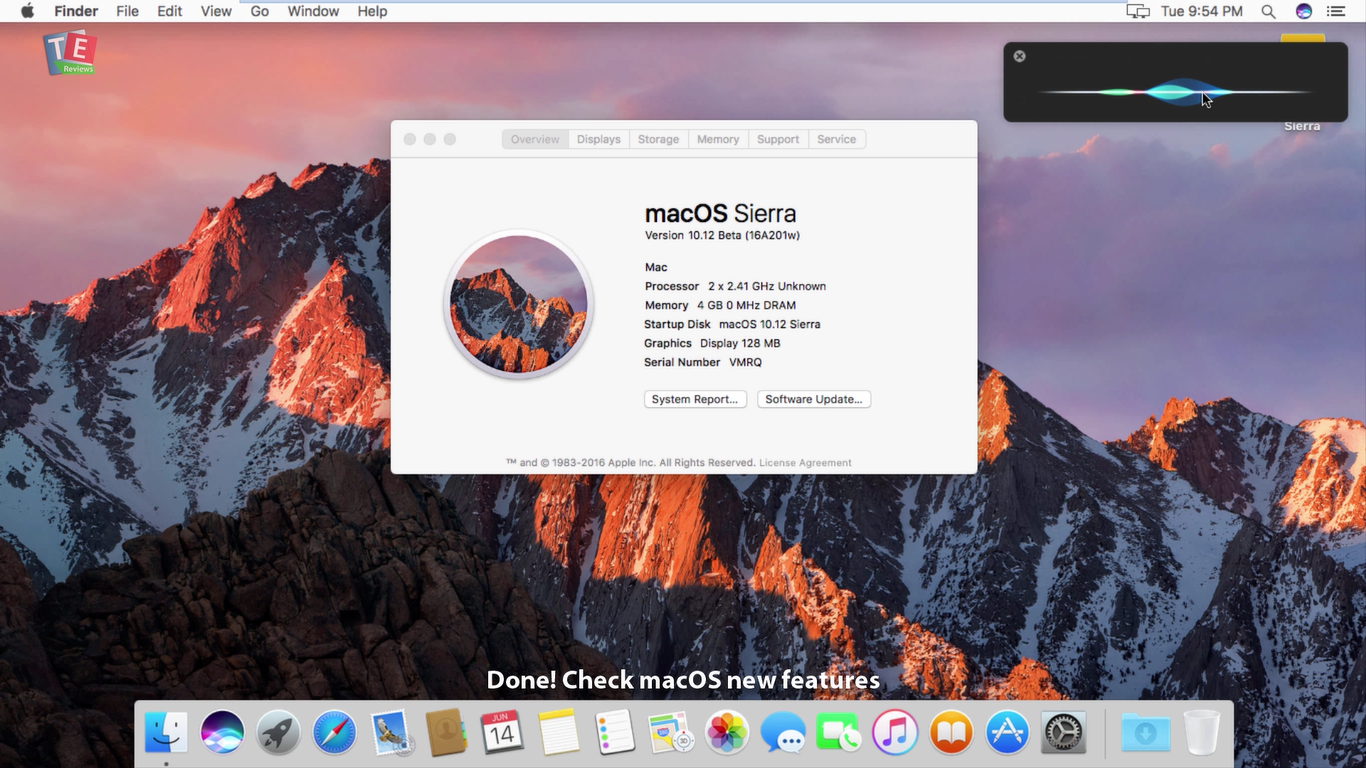 Finder File Edit View Go Window Help
Tue 9:54 PM
TE
Reviews
Sierra
Overview Displays Storage Memory Support Service
macOS Sierra
Version 10.12 Beta (16A201w)
Mac
Processor 2 x 2.41 GHz Unknown
Memory 4 GB 0 MHz DRAM
Startup Disk macOS 10.12 Sierra
Graphics Display 128 MB
Serial Number VMRQ
System Report... Software Update...
™ and © 1983-2016 Apple Inc. All Rights Reserved. License Agreement
Done! Check macOS new features
JUN
14